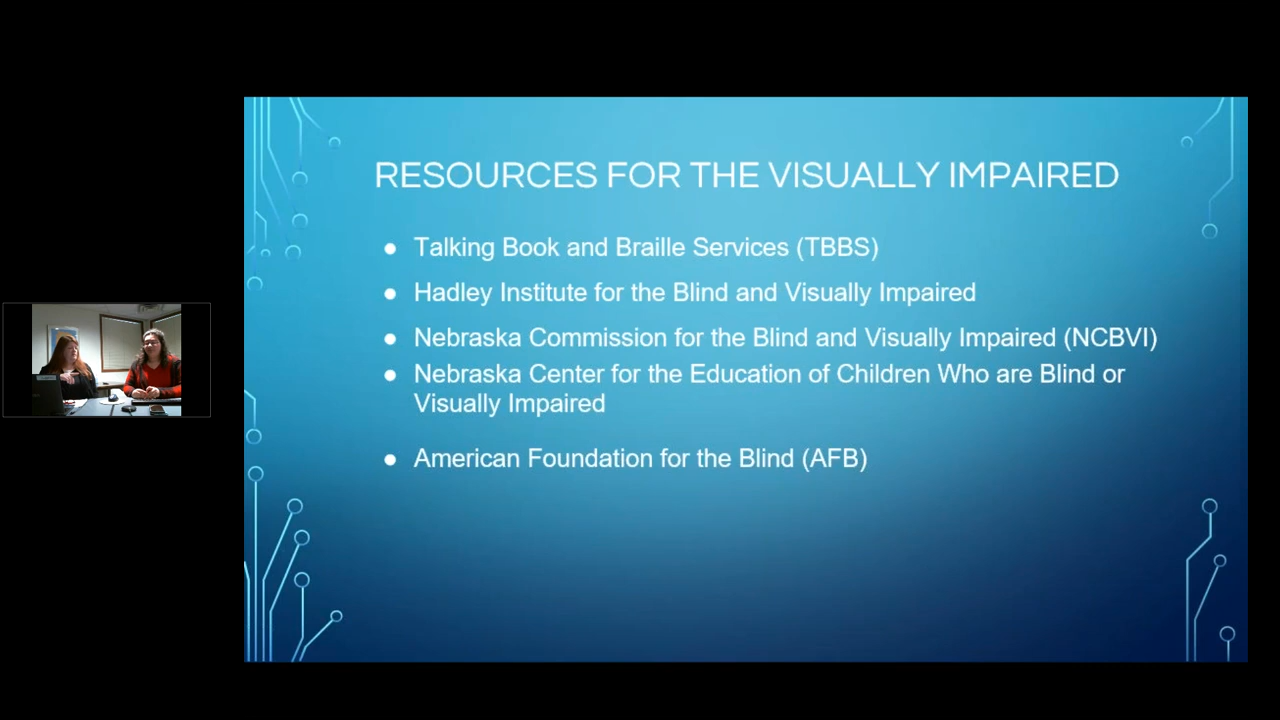 RESOURCES FOR THE VISUALLY IMPAIRED
● Talking Book and Braille Services (TBBS)
● Hadley Institute for the Blind and Visually Impaired
● Nebraska Commission for the Blind and Visually Impaired (NCBVI)
● Nebraska Center for the Education of Children Who are Blind or
Visually Impaired
● American Foundation for the Blind (AFB)